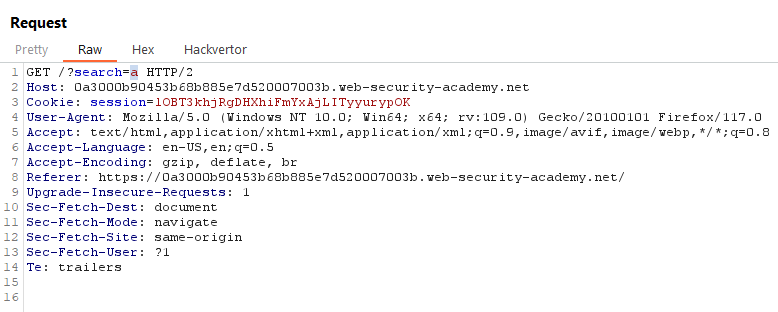 Request
Pretty Raw Hex Hackvertor
1 GET /?search=a HTTP/2
2 Host: 0a3000b90453b68b885e7d520007003b.web-security-academy.net
3 Cookie: session=lOBT3khjRgDHXhiFmYxAjLITyyurypOK
4 User-Agent: Mozilla/5.0 (Windows NT 10.0; Win64; x64; rv:109.0) Gecko/20100101 Firefox/117.0
5 Accept: text/html,application/xhtml+xml,application/xml;q=0.9,image/avif,image/webp,*/*;q=0.8
6 Accept-Language: en-US,en;q=0.5
7 Accept-Encoding: gzip, deflate, br
8 Referer: https://0a3000b90453b68b885e7d520007003b.web-security-academy.net/
9 Upgrade-Insecure-Requests: 1
10 Sec-Fetch-Dest: document
11 Sec-Fetch-Mode: navigate
12 Sec-Fetch-Site: same-origin
13 Sec-Fetch-User: ?1
14 Te: trailers
15
16